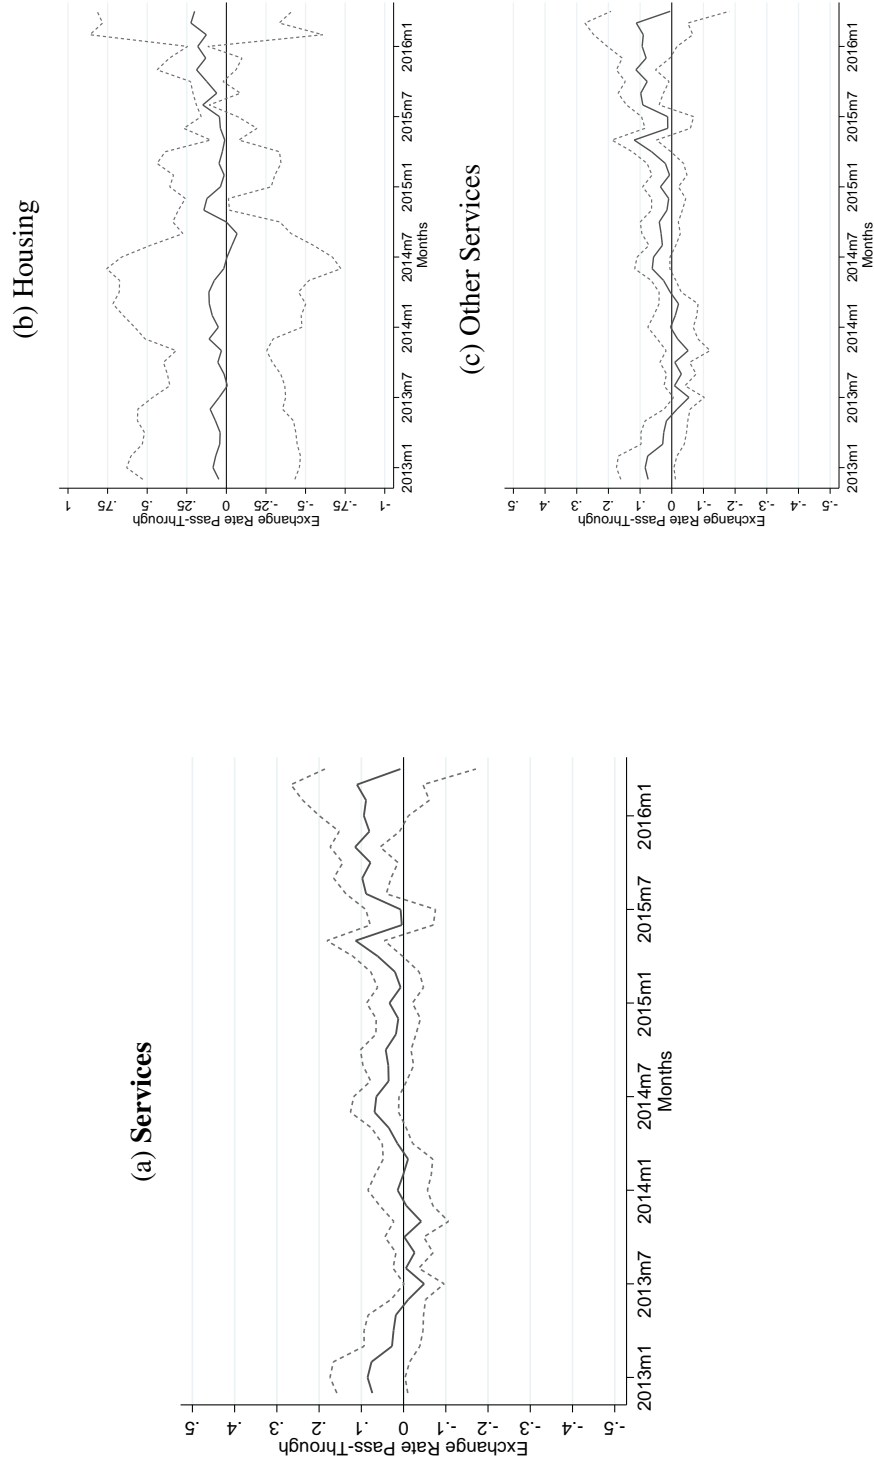 (a) Services
Exchange Rate Pass-Through
.5
.4
.3
.2
.1
0
-.1
-.2
-.3
-.4
-.5
2013m1 2013m7 2014m1 2014m7 2015m1 2015m7 2016m1
Months
(b) Housing
Exchange Rate Pass-Through
1
.75
.5
.25
0
-.25
-.5
-.75
-1
2013m1 2013m7 2014m1 2014m7 2015m1 2015m7 2016m1
Months
(c) Other Services
Exchange Rate Pass-Through
.5
.4
.3
.2
.1
0
-.1
-.2
-.3
-.4
-.5
2013m1 2013m7 2014m1 2014m7 2015m1 2015m7 2016m1
Months